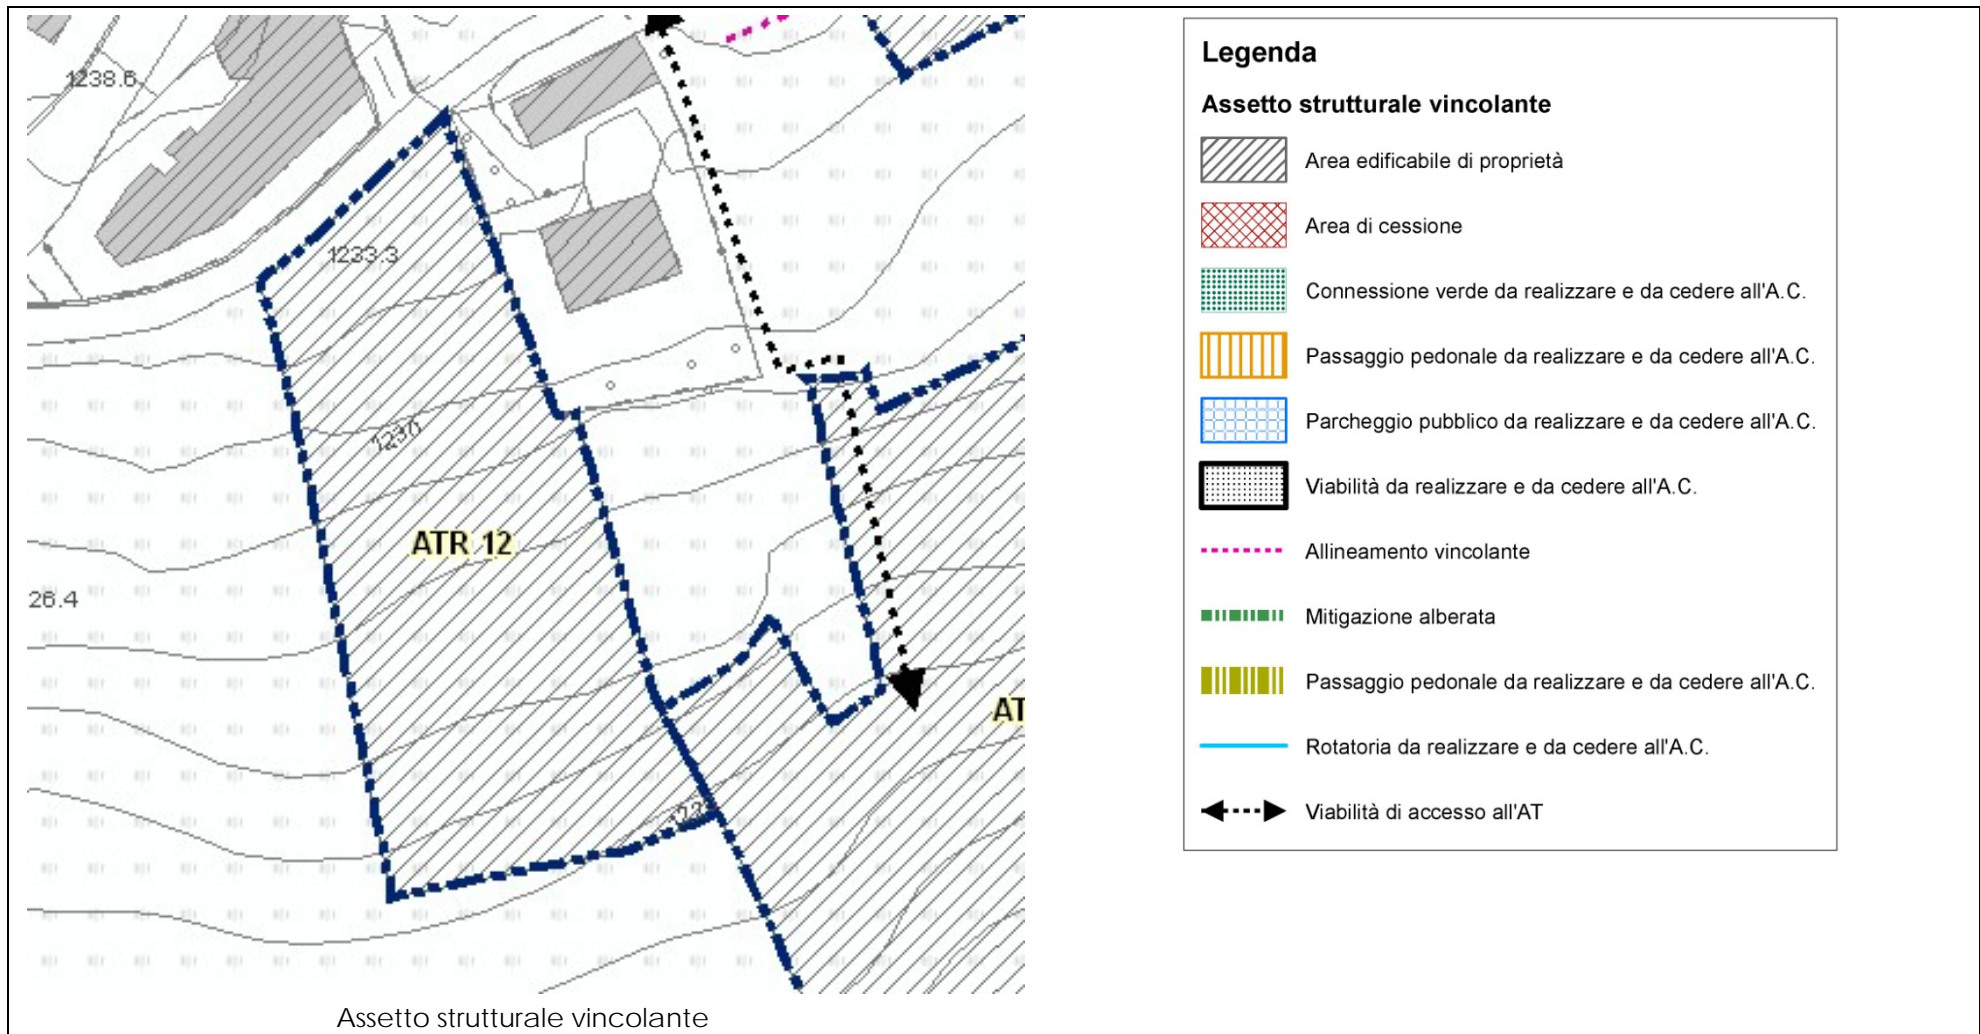 1238.6
1233.3
1230
ATR 12
26.4
AT
Assetto strutturale vincolante
Legenda
Assetto strutturale vincolante
Area edificabile di proprietà
Area di cessione
Connessione verde da realizzare e da cedere all'A.C.
Passaggio pedonale da realizzare e da cedere all'A.C.
Parcheggio pubblico da realizzare e da cedere all'A.C.
Viabilità da realizzare e da cedere all'A.C.
Allineamento vincolante
Mitigazione alberata
Passaggio pedonale da realizzare e da cedere all'A.C.
Rotatoria da realizzare e da cedere all'A.C.
Viabilità di accesso all'AT